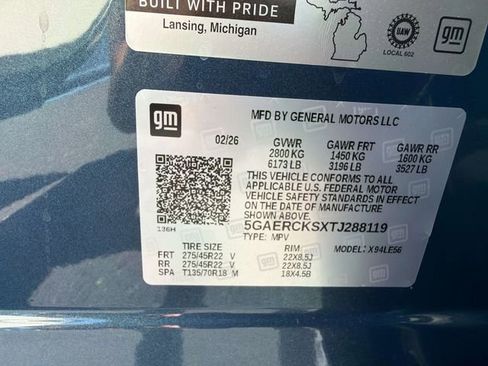 BUILT WITH PRIDE
Lansing, Michigan
UAW
LOCAL 602
gm
gm
MFD BY GENERAL MOTORS LLC
02/26
GVWR GAWR FRT GAWR RR
2800 KG 1450 KG 1600 KG
6173 LB 3196 LB 3527 LB
THIS VEHICLE CONFORMS TO ALL
APPLICABLE U.S. FEDERAL MOTOR
VEHICLE SAFETY STANDARDS IN EFFECT
ON THE DATE OF MANUFACTURE
SHOWN ABOVE.
136H
5GAERCKSXTJ288119
TYPE: MPV MODEL: X94LE56
TIRE SIZE RIM
FRT 275/45R22 V 22X8.5J
RR 275/45R22 V 22X8.5J
SPA T135/70R18 M 18X4.5B